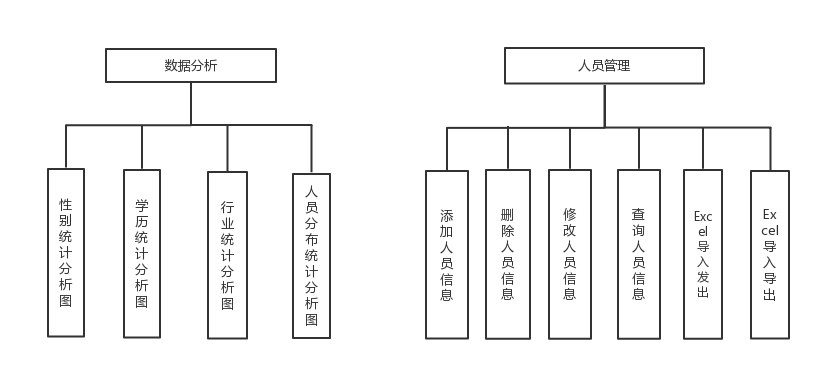 数据分析
人员管理
性别统计分析图
学历统计分析图
行业统计分析图
人员分布统计分析图
添加人员信息
删除人员信息
修改人员信息
查询人员信息
Excel导入发出
Excel导入导出